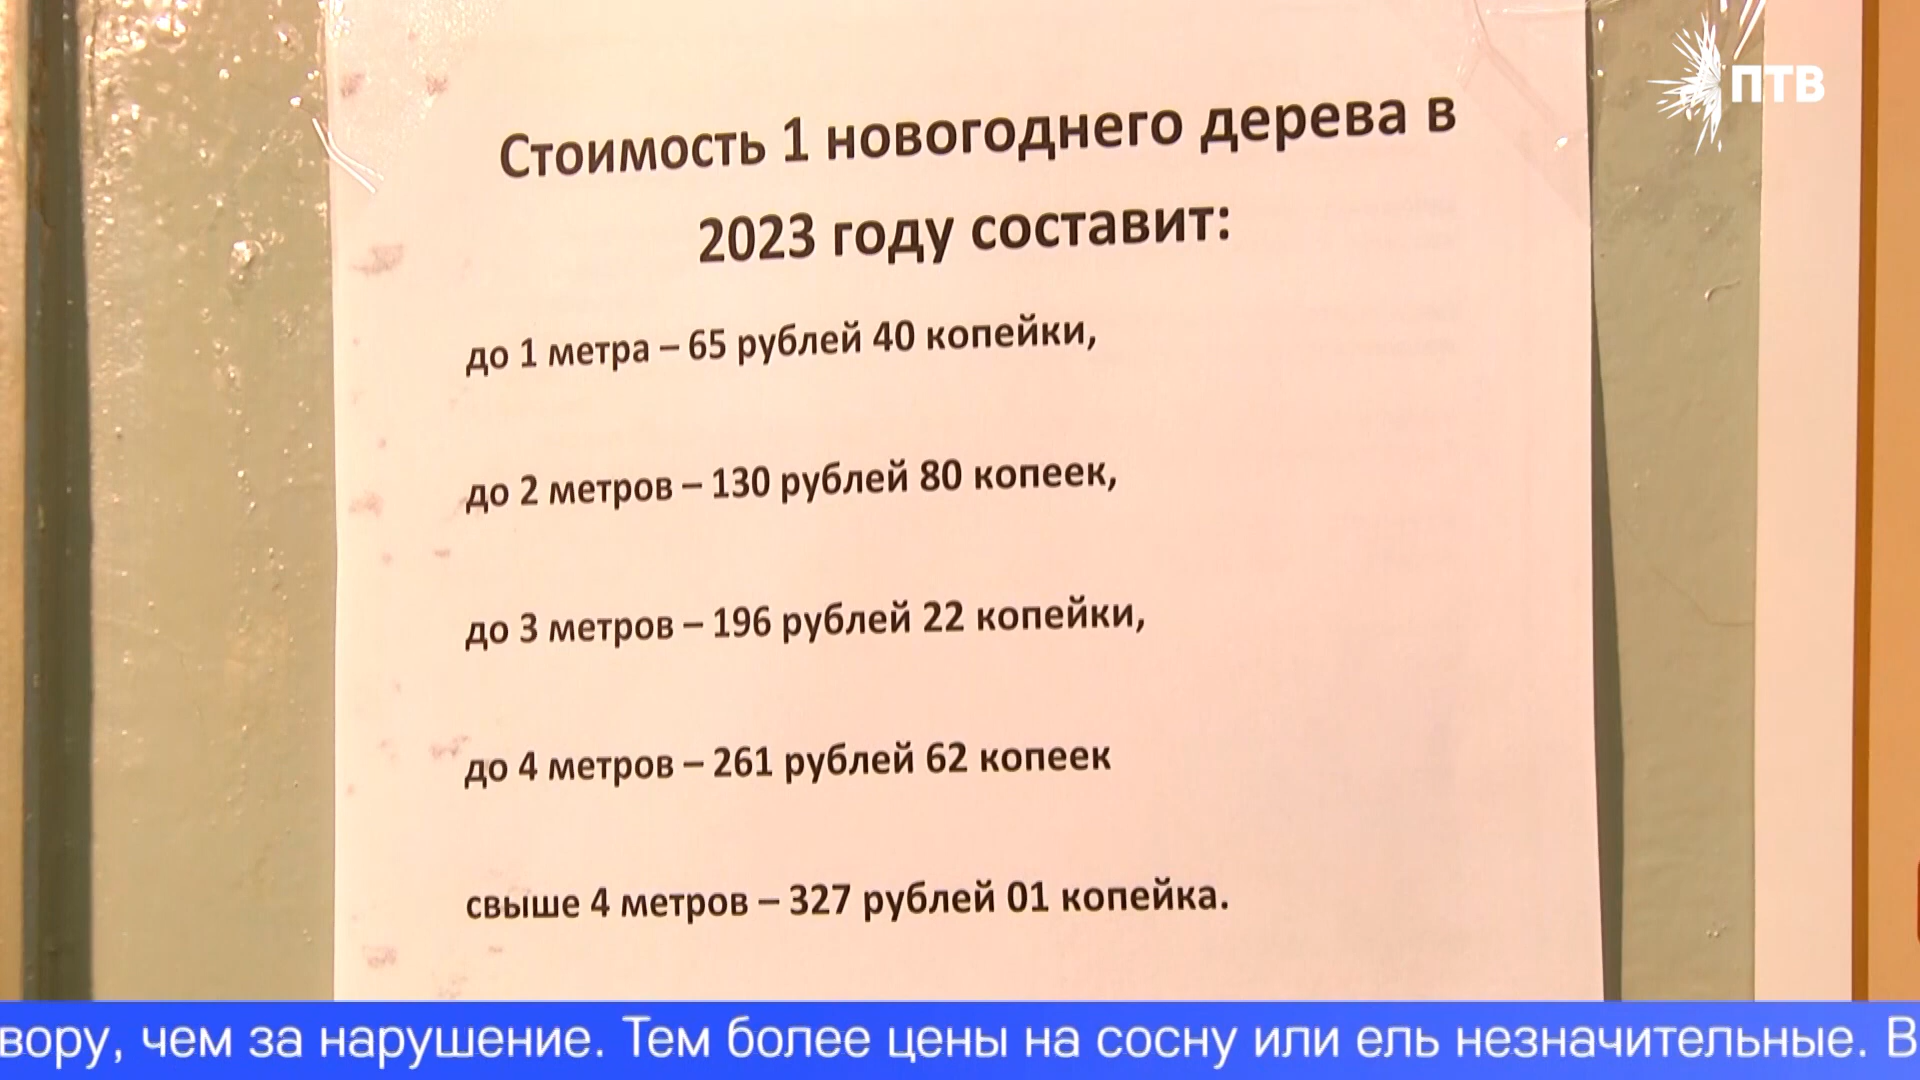 ПТВ
Стоимость 1 новогоднего дерева в
2023 году составит:
до 1 метра – 65 рублей 40 копейки,
до 2 метров – 130 рублей 80 копеек,
до 3 метров – 196 рублей 22 копейки,
до 4 метров – 261 рублей 62 копеек
свыше 4 метров – 327 рублей 01 копейка.
вору, чем за нарушение. Тем более цены на сосну или ель незначительные. В